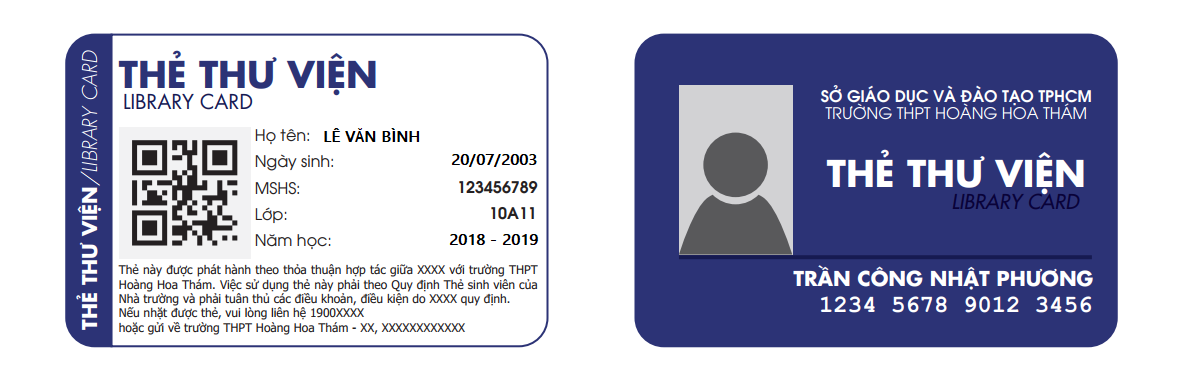 THẺ THƯ VIỆN/LIBRARY CARD
THẺ THƯ VIỆN
LIBRARY CARD
Họ tên: LÊ VĂN BÌNH
Ngày sinh: 20/07/2003
MSHS: 123456789
Lớp: 10A11
Năm học: 2018 - 2019
Thẻ này được phát hành theo thỏa thuận hợp tác giữa XXXX với trường THPT
Hoàng Hoa Thám. Việc sử dụng thẻ này phải theo Quy định Thẻ sinh viên của
Nhà trường và phải tuân thủ các điều khoản, điều kiện do XXXX quy định.
Nếu nhặt được thẻ, vui lòng liên hệ 1900XXXX
hoặc gửi về trường THPT Hoàng Hoa Thám - XX, XXXXXXXXXXXX
SỞ GIÁO DỤC VÀ ĐÀO TẠO TPHCM
TRƯỜNG THPT HOÀNG HOA THÁM
THẺ THƯ VIỆN
LIBRARY CARD
TRẦN CÔNG NHẬT PHƯƠNG
1234 5678 9012 3456